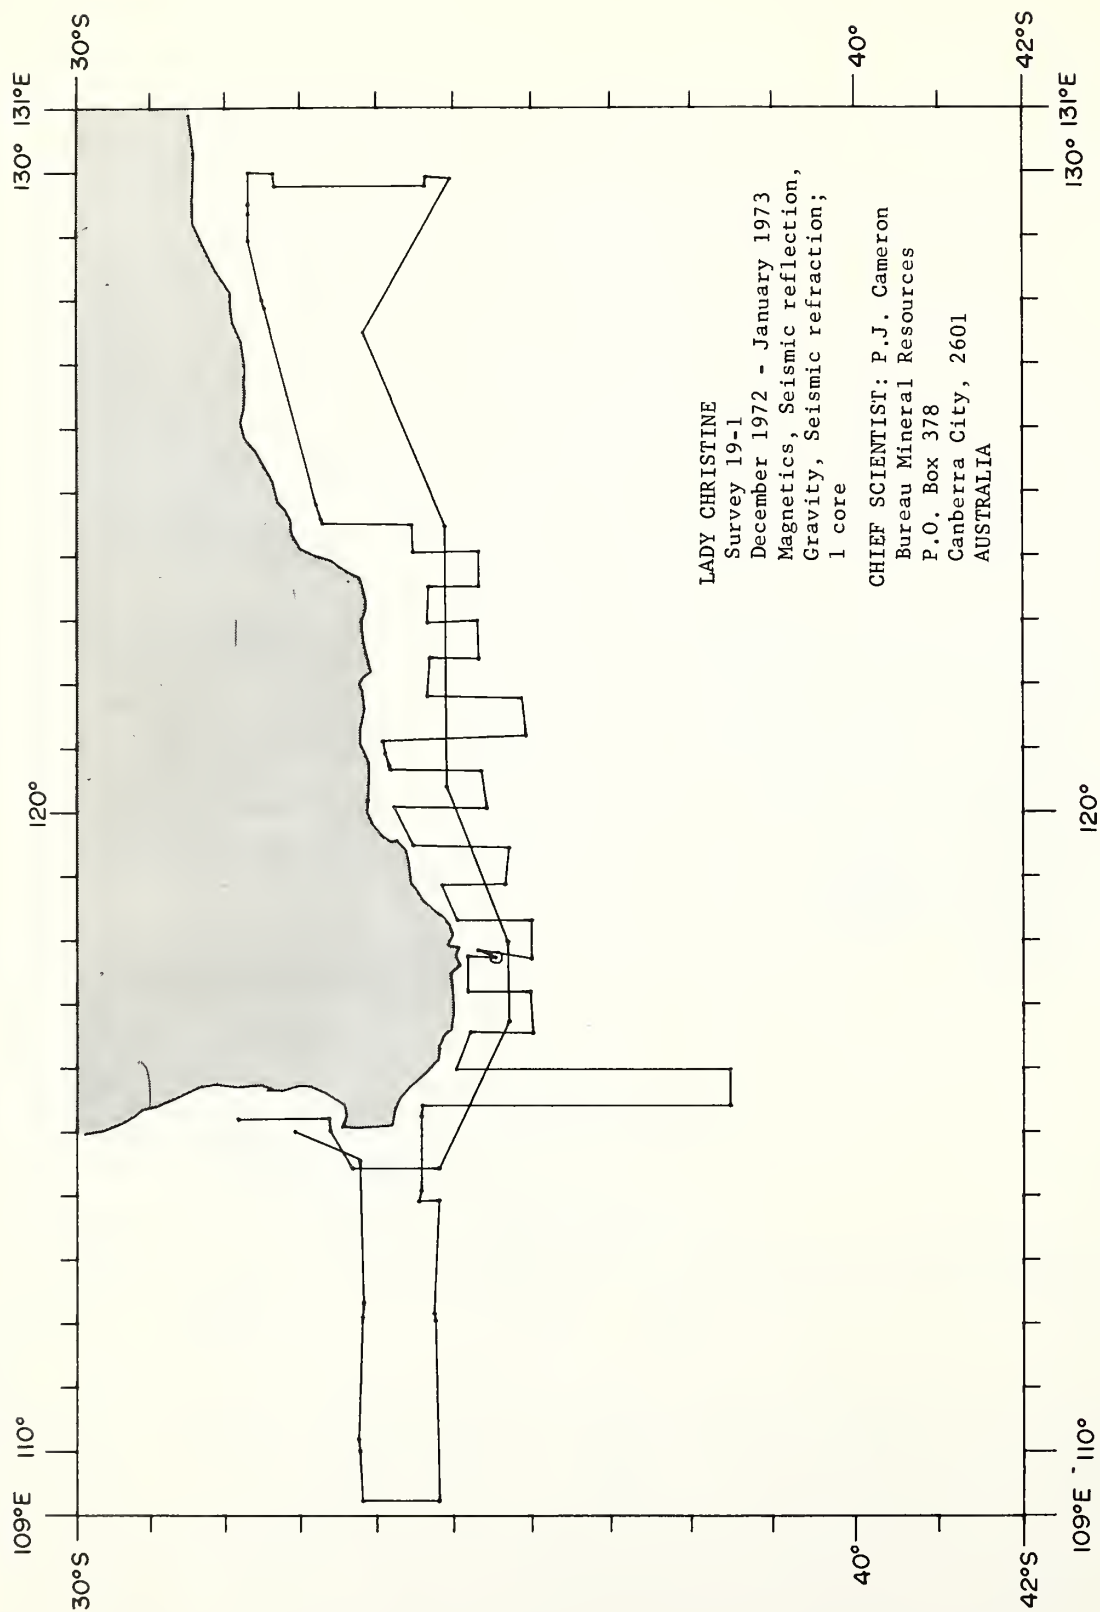 109°E 110° 120° 130° 131°E
30°S 30°S
LADY CHRISTINE
Survey 19-1
December 1972 - January 1973
Magnetics, Seismic reflection,
Gravity, Seismic refraction;
1 core
CHIEF SCIENTIST: P.J. Cameron
Bureau Mineral Resources
P.O. Box 378
Canberra City, 2601
AUSTRALIA
40° 40°
42°S 42°S
109°E 110° 120° 130° 131°E